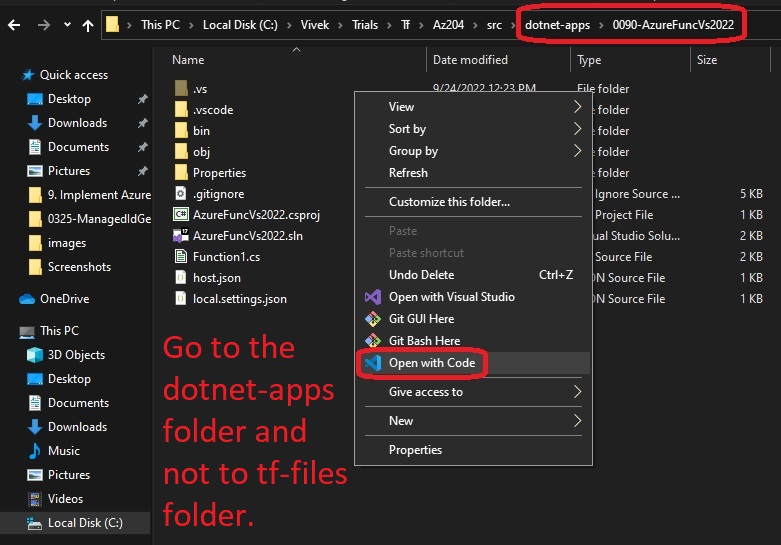 This PC > Local Disk (C:) > Vivek > Trials > Tf > Az204 > src > dotnet-apps > 0090-AzureFuncVs2022
Name Date modified Type Size
Quick access
Desktop
Downloads
Documents
Pictures
9. Implement Azure
0325-ManagedIdGe
images
Screenshots
OneDrive
This PC
3D Objects
Desktop
Documents
Downloads
Music
Pictures
Videos
Local Disk (C:)
.vs 9/24/2022 12:23 PM File folder
.vscode le folder
bin le folder
obj le folder
Properties le folder
.gitignore Ignore Source ... 5 KB
AzureFuncVs2022.csproj Project File 1 KB
AzureFuncVs2022.sln ual Studio Solu... 2 KB
Function1.cs Source File 2 KB
host.json ON Source File 1 KB
local.settings.json ON Source File 1 KB
View
Sort by
Group by
Refresh
Customize this folder...
Paste
Paste shortcut
Undo Delete Ctrl+Z
Open with Visual Studio
Git GUI Here
Git Bash Here
Open with Code
Give access to
New
Properties
Go to the
dotnet-apps
folder and
not to tf-files
folder.